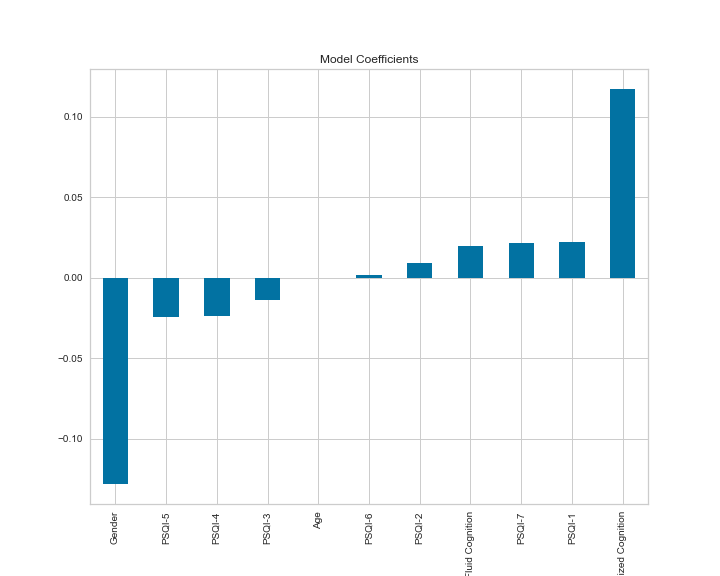 Model Coefficients
0.10
0.05
0.00
−0.05
−0.10
Gender
PSQI-5
PSQI-4
PSQI-3
Age
PSQI-6
PSQI-2
Fluid Cognition
PSQI-7
PSQI-1
ized Cognition